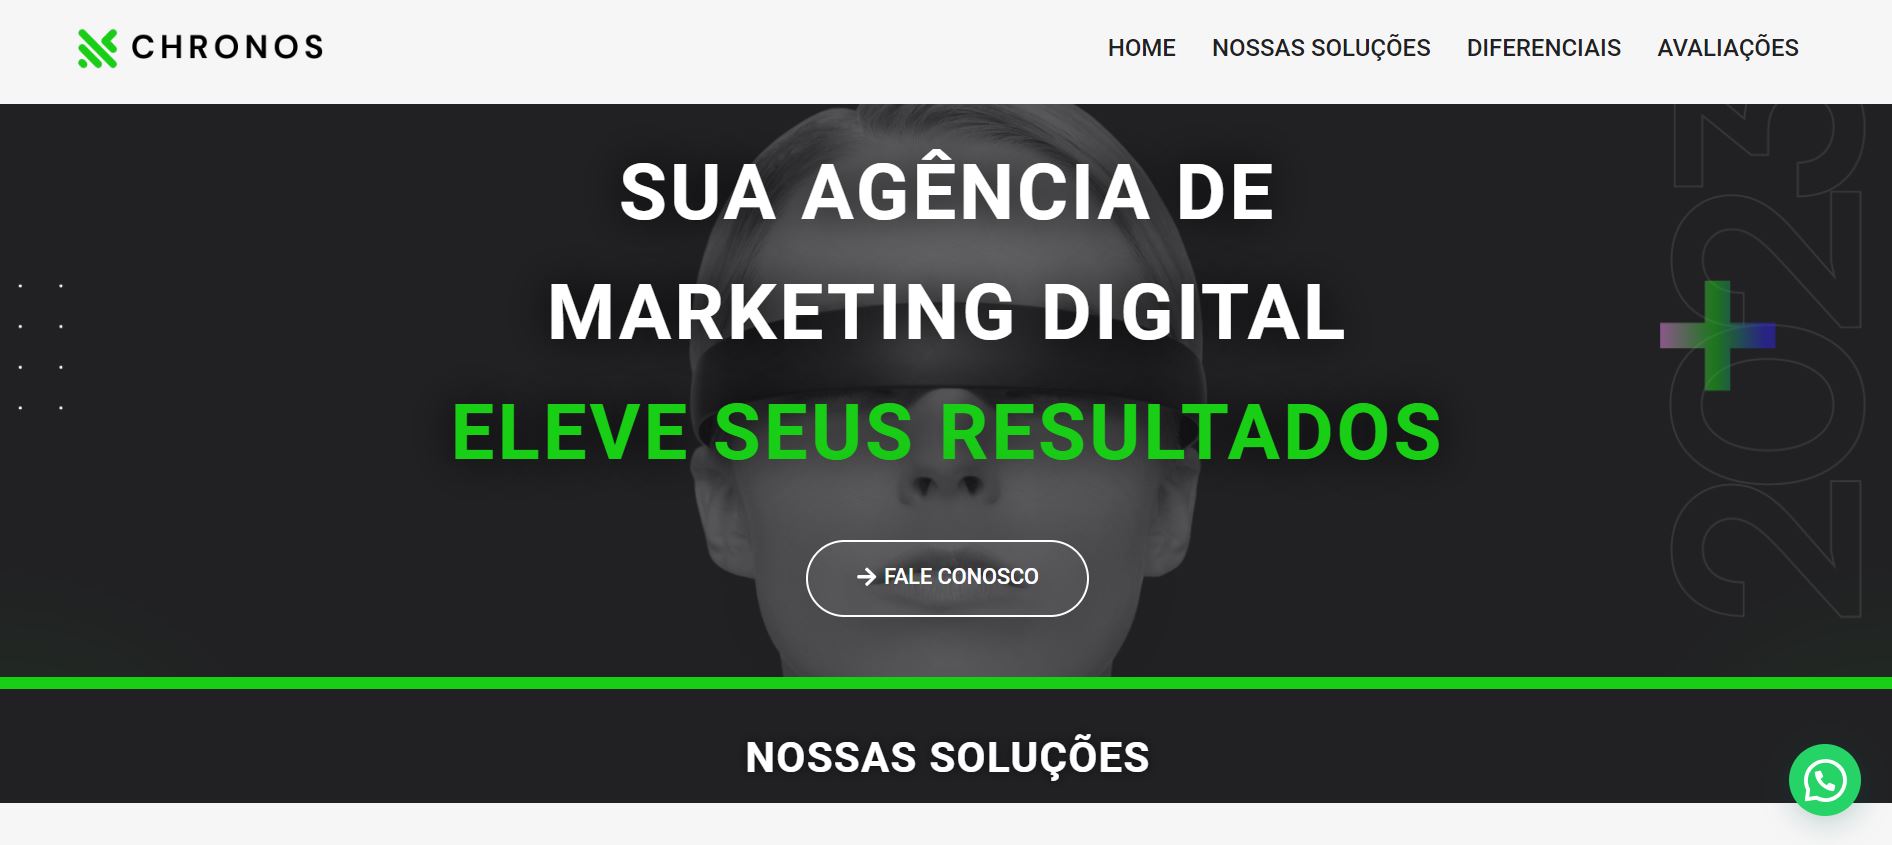 CHRONOS
HOME NOSSAS SOLUÇÕES DIFERENCIAIS AVALIAÇÕES
SUA AGÊNCIA DE
MARKETING DIGITAL
ELEVE SEUS RESULTADOS
2023
FALE CONOSCO
NOSSAS SOLUÇÕES